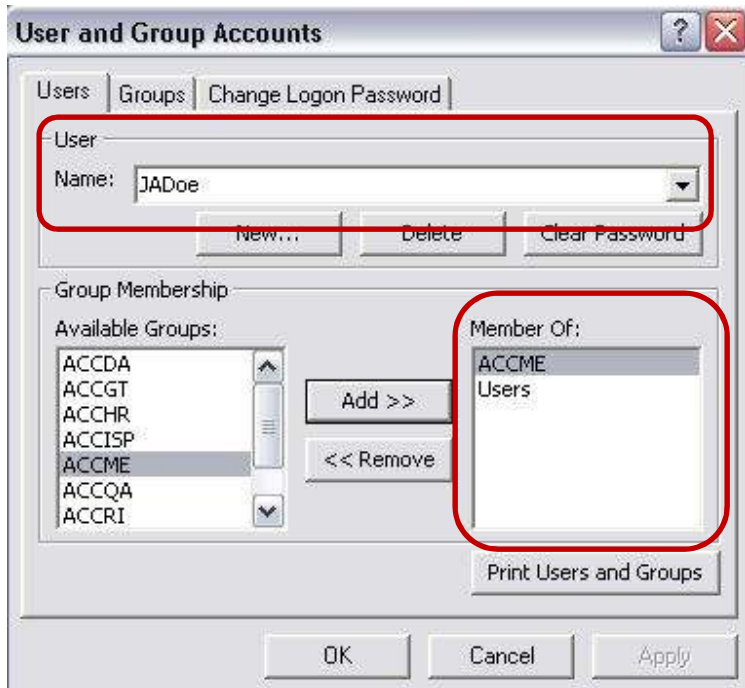 User and Group Accounts
?
Users Groups Change Logon Password
User
Name: JADoe
New... Delete Clear Password
Group Membership
Available Groups:
ACCDA
ACCGT
ACCHR
ACCISP
ACCME
ACCQA
ACCRI
Add >>
<< Remove
Member Of:
ACCME
Users
Print Users and Groups
OK Cancel Apply